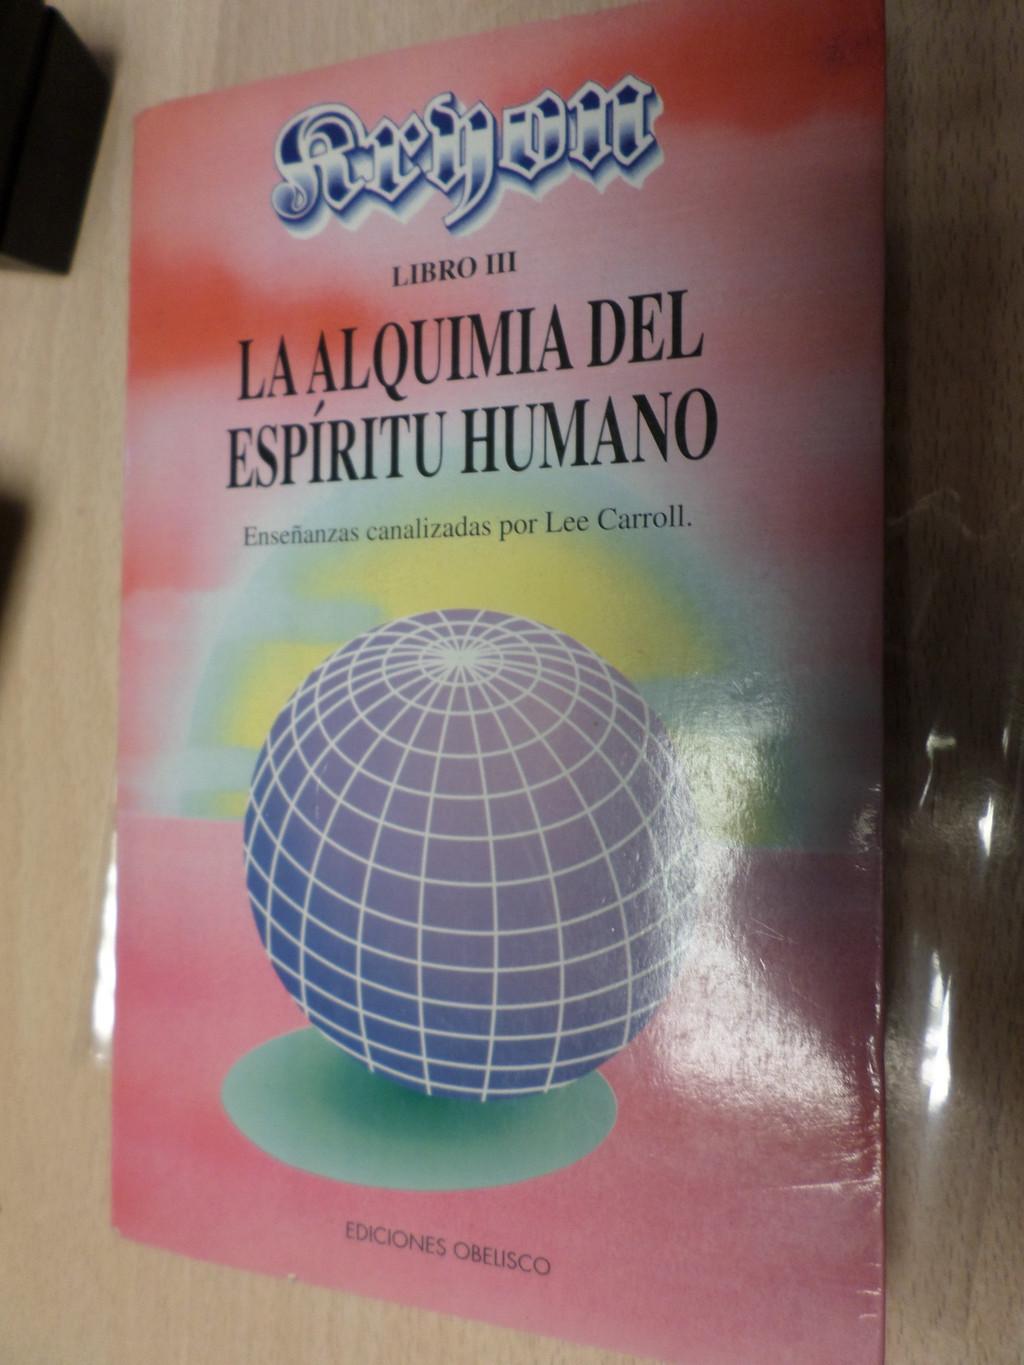 Kryon
LIBRO III
LA ALQUIMIA DEL
ESPÍRITU HUMANO
Enseñanzas canalizadas por Lee Carroll.
EDICIONES OBELISCO